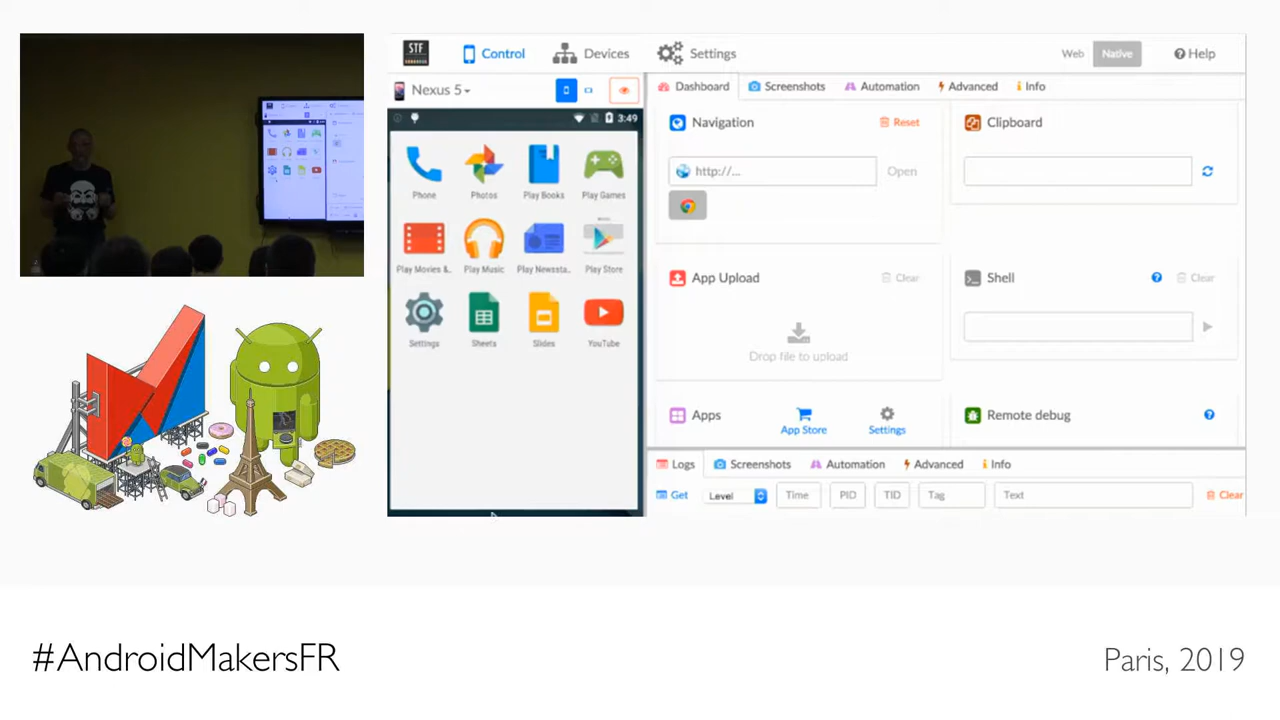 STF
Control
Devices
Settings
Web
Native
Help
Nexus 5
Dashboard
Screenshots
Automation
Advanced
Info
3:49
Navigation
Reset
Clipboard
http://...
Open
Phone
Photos
Play Books
Play Games
Play Movies &..
Play Music
Play Newssta..
Play Store
App Upload
Clear
Shell
Clear
Drop file to upload
Settings
Sheets
Slides
YouTube
Apps
App Store
Settings
Remote debug
Logs
Screenshots
Automation
Advanced
Info
Get
Level
Time
PID
TID
Tag
Text
Clear
#AndroidMakersFR
Paris, 2019